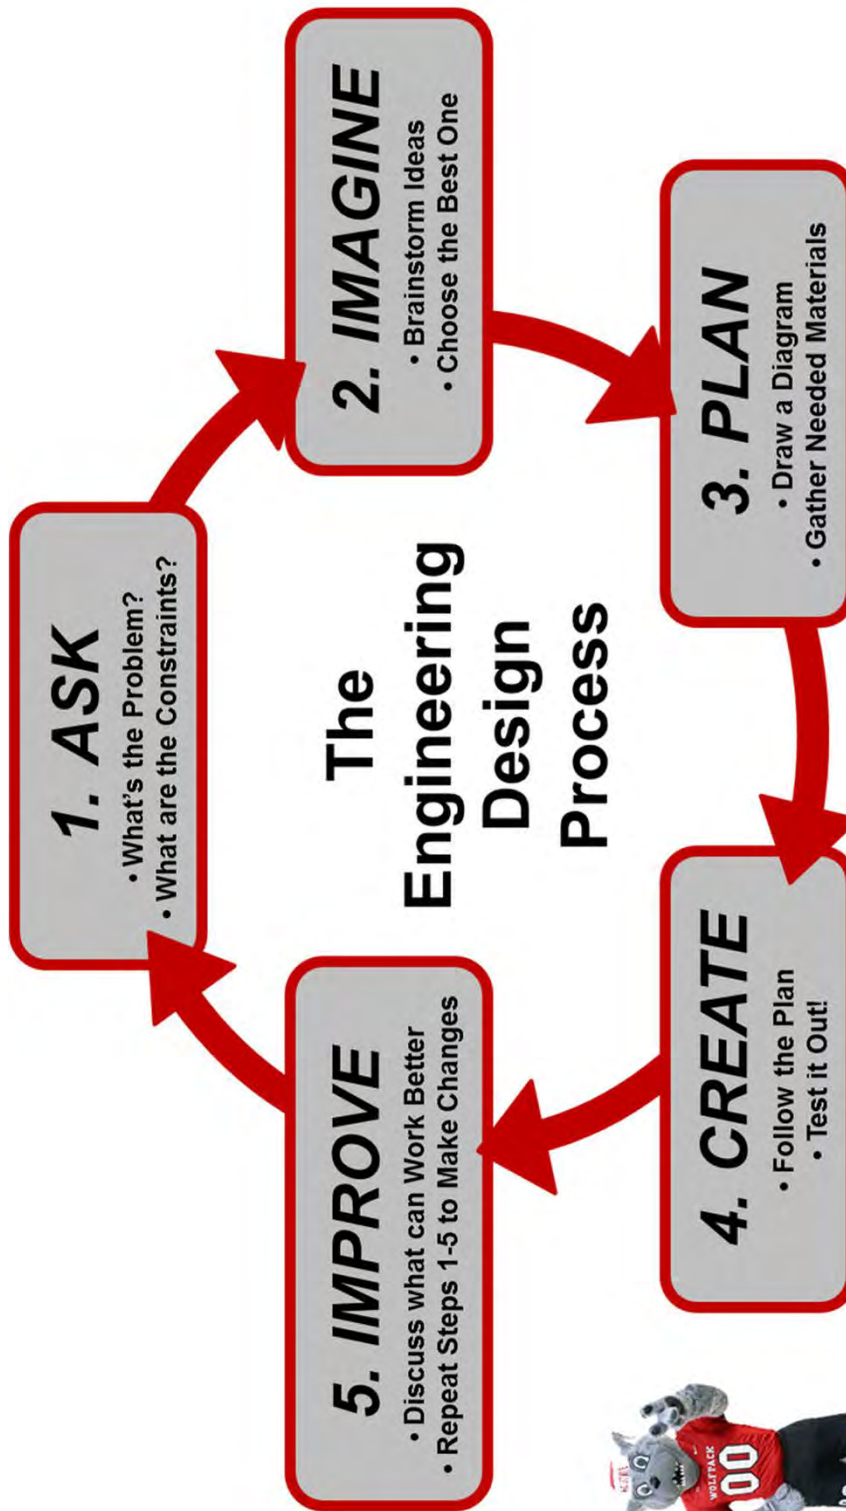 The
Engineering
Design
Process
1. ASK
• What's the Problem?
• What are the Constraints?
2. IMAGINE
• Brainstorm Ideas
• Choose the Best One
3. PLAN
• Draw a Diagram
• Gather Needed Materials
4. CREATE
• Follow the Plan
• Test it Out!
5. IMPROVE
• Discuss what can Work Better
• Repeat Steps 1-5 to Make Changes
WOLFPACK
00